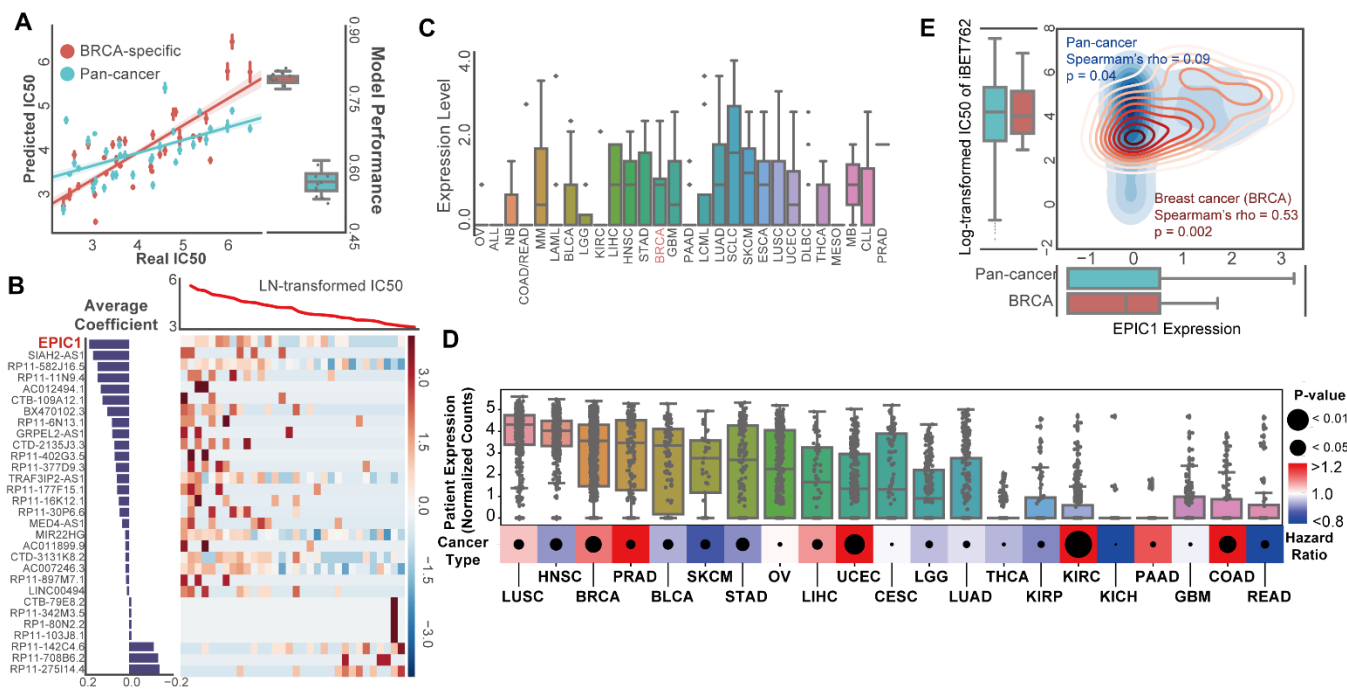 A
BRCA-specific
Pan-cancer
Predicted IC50
6
5
4
3
3
4
5
6
Real IC50
0.90
0.75
0.60
0.45
Model Performance
B
Average
Coefficient
6
3
LN-transformed IC50
EPIC1
SIAH2-AS1
RP11-582J16.5
RP11-11N9.4
AC012494.1
CTB-109A12.1
BX470102.3
RP11-6N13.1
GRPEL2-AS1
CTD-2135J3.3
RP11-402G3.5
RP11-377D9.3
TRAF3IP2-AS1
RP11-177F15.1
RP11-16K12.1
RP11-30P6.6
MED4-AS1
MIR22HG
AC011899.9
CTD-3131K8.2
AC007246.3
RP11-897M7.1
LINC00494
CTB-79E8.2
RP11-342M3.5
RP1-80N2.2
RP11-103J8.1
RP11-142C4.6
RP11-708B6.2
RP11-275I14.4
0.2
0.0
-0.2
3.0
1.5
0.0
-1.5
-3.0
C
Expression Level
4.0
2.0
0.0
OV
ALL
NB
COAD/READ
MM
LAML
BLCA
LGG
KIRC
LIHC
HNSC
STAD
BRCA
GBM
PAAD
LCML
LUAD
SCLC
SKCM
ESCA
LUSC
UCEC
DLBC
THCA
MESO
MB
CLL
PRAD
D
Patient Expression
(Normalized Counts)
5
4
3
2
1
0
Cancer
Type
LUSC
HNSC
BRCA
PRAD
BLCA
SKCM
STAD
OV
LIHC
UCEC
CESC
LGG
LUAD
THCA
KIRP
KIRC
KICH
PAAD
GBM
COAD
READ
P-value
< 0.01
< 0.05
>1.2
1.0
<0.8
Hazard
Ratio
E
Log-transformed IC50 of iBET762
8
6
4
2
0
−2
Pan-cancer
Spearmam's rho = 0.09
p = 0.04
Breast cancer (BRCA)
Spearmam's rho = 0.53
p = 0.002
−1
0
1
2
3
Pan-cancer
BRCA
EPIC1 Expression